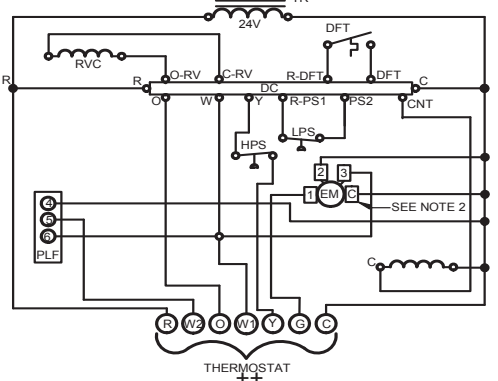 TR
24V
DFT
RVC
R O-RV C-RV R-DFT DFT C
R DC
O W Y R-PS1 PS2 CNT
HPS LPS
2 3
1 EM C
SEE NOTE 2
4
5
6
PLF
C
R W2 O W1 Y G C
THERMOSTAT
++